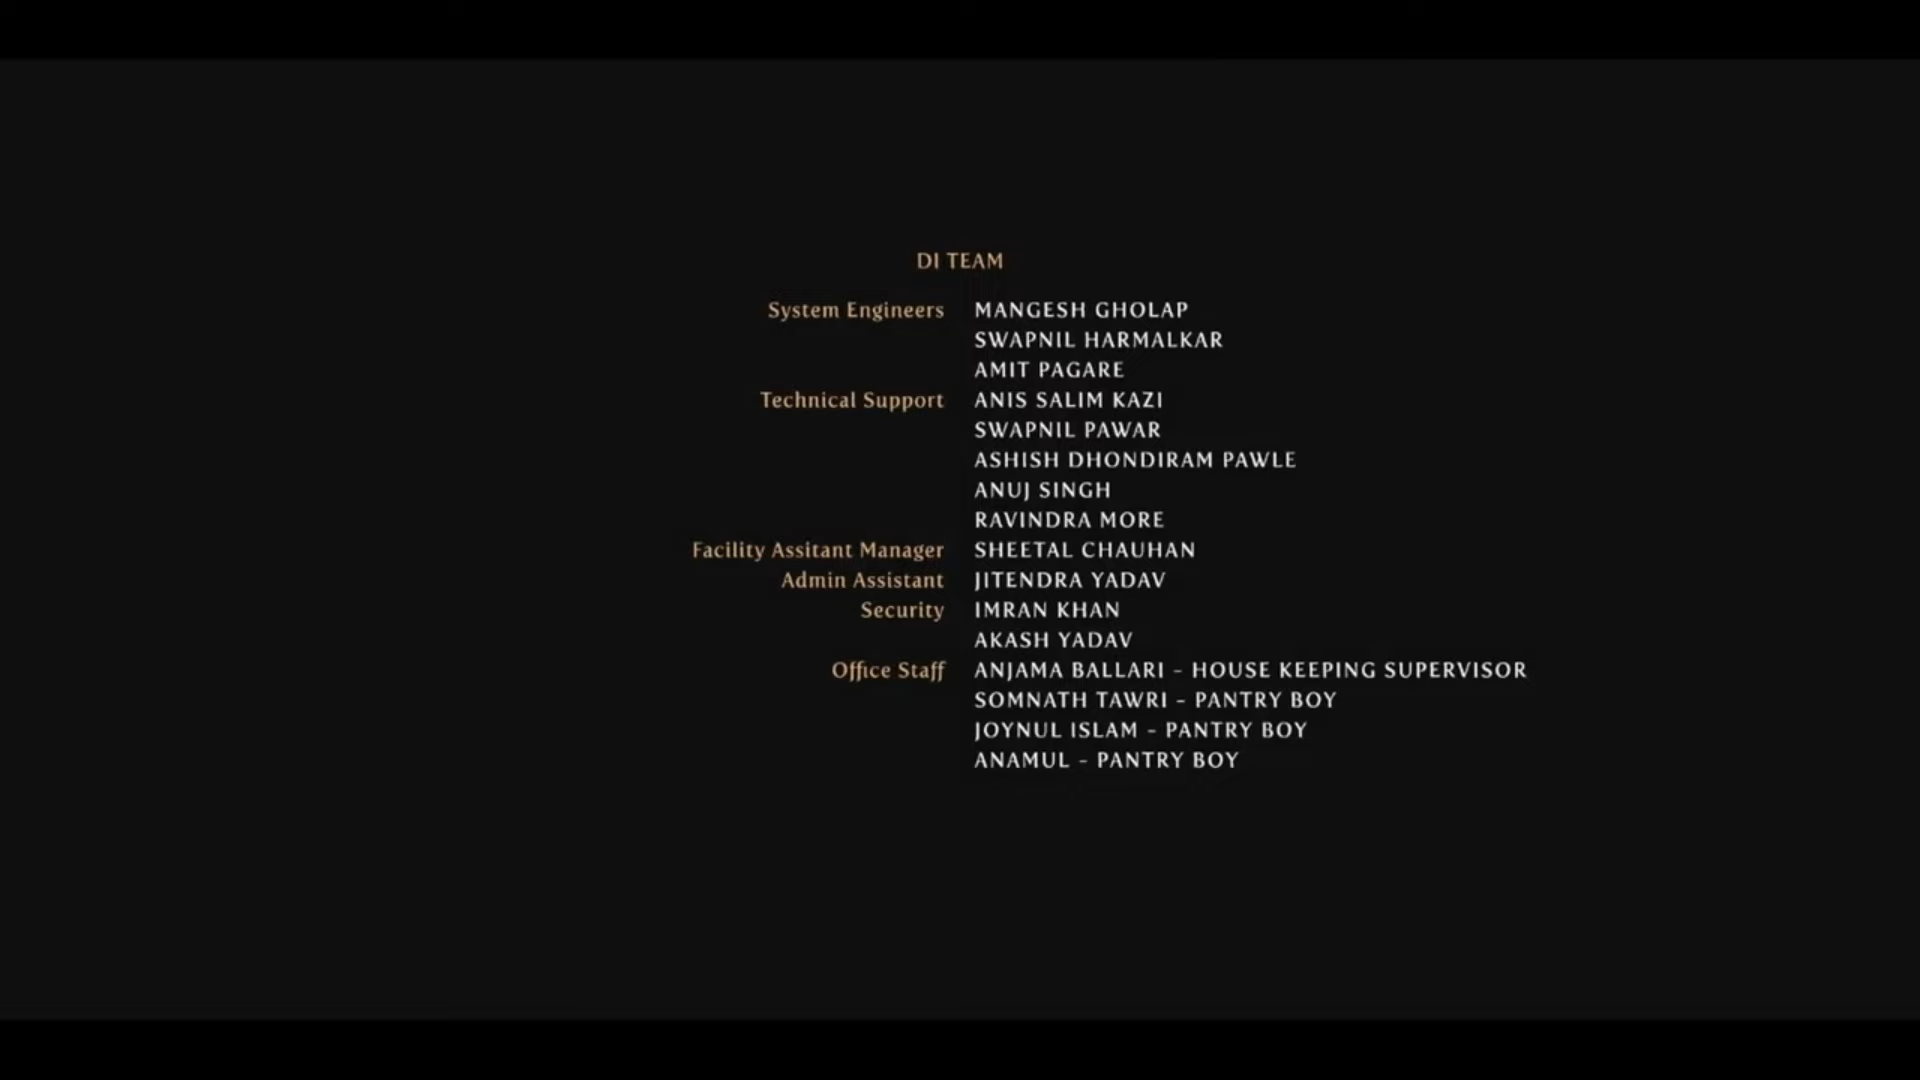 DI TEAM
System Engineers MANGESH GHOLAP
SWAPNIL HARMALKAR
AMIT PAGARE
Technical Support ANIS SALIM KAZI
SWAPNIL PAWAR
ASHISH DHONDIRAM PAWLE
ANUJ SINGH
RAVINDRA MORE
Facility Assitant Manager SHEETAL CHAUHAN
Admin Assistant JITENDRA YADAV
Security IMRAN KHAN
AKASH YADAV
Office Staff ANJAMA BALLARI - HOUSE KEEPING SUPERVISOR
SOMNATH TAWRI - PANTRY BOY
JOYNUL ISLAM - PANTRY BOY
ANAMUL - PANTRY BOY